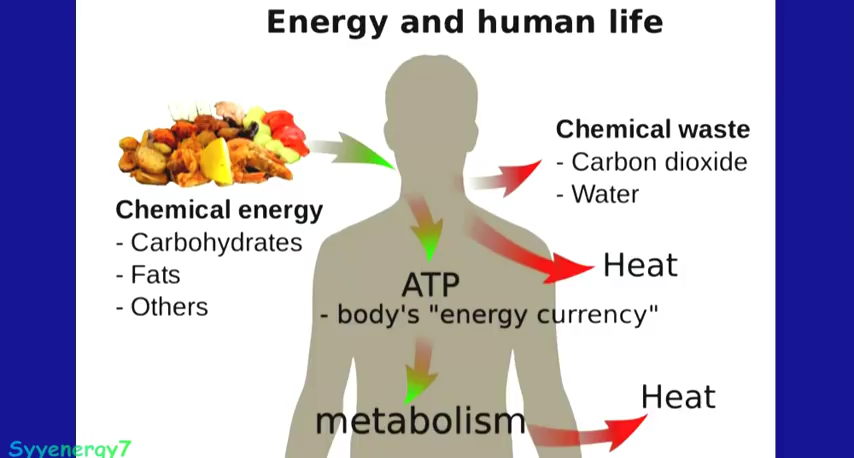 Energy and human life
Chemical energy
- Carbohydrates
- Fats
- Others
Chemical waste
- Carbon dioxide
- Water
Heat
ATP
- body's "energy currency"
metabolism
Heat
Syyenergy7